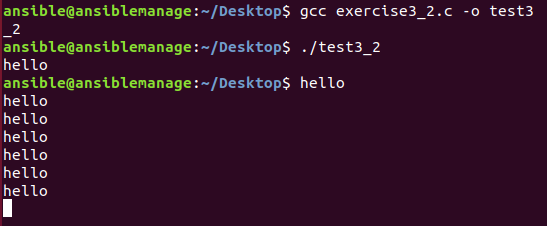 ansible@ansiblemanage:~/Desktop$ gcc exercise3_2.c -o test3
_2
ansible@ansiblemanage:~/Desktop$ ./test3_2
hello
ansible@ansiblemanage:~/Desktop$ hello
hello
hello
hello
hello
hello
hello